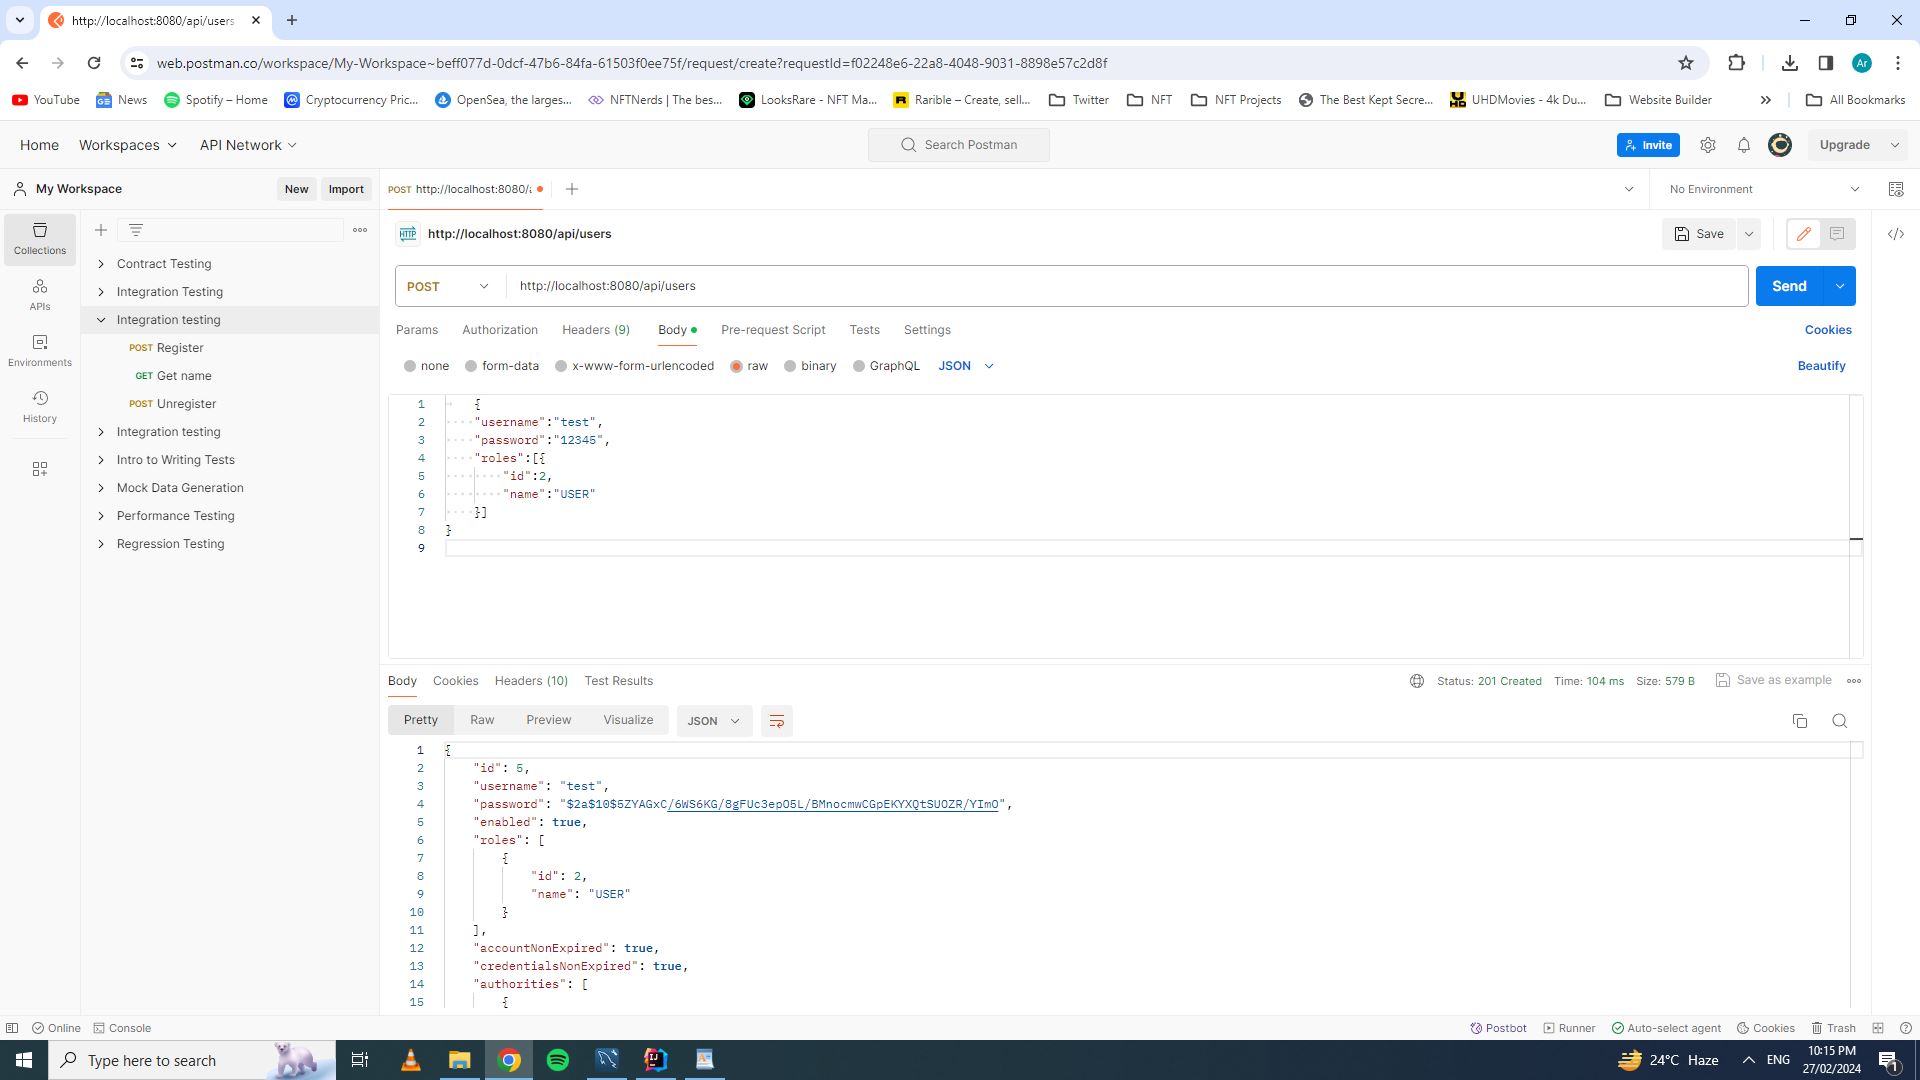 http://localhost:8080/api/users
web.postman.co/workspace/My-Workspace~beff077d-0dcf-47b6-84fa-61503f0ee75f/request/create?requestId=f02248e6-22a8-4048-9031-8898e57c2d8f
Ar
YouTube News Spotify – Home Cryptocurrency Pric... OpenSea, the larges... NFTNerds | The bes... LooksRare - NFT Ma... Rarible – Create, sell... Twitter NFT NFT Projects The Best Kept Secre... UHDMovies - 4k Du... Website Builder » All Bookmarks
Home Workspaces API Network Search Postman Invite Upgrade
My Workspace New Import POST http://localhost:8080/a No Environment
Collections
APIs
Environments
History
Contract Testing
Integration Testing
Integration testing
POST Register
GET Get name
POST Unregister
Integration testing
Intro to Writing Tests
Mock Data Generation
Performance Testing
Regression Testing
HTTP http://localhost:8080/api/users Save
POST http://localhost:8080/api/users Send
Params Authorization Headers (9) Body Pre-request Script Tests Settings Cookies
none form-data x-www-form-urlencoded raw binary GraphQL JSON Beautify
1 {
2 "username":"test",
3 "password":"12345",
4 "roles":[{
5 "id":2,
6 "name":"USER"
7 }]
8 }
9
Body Cookies Headers (10) Test Results Status: 201 Created Time: 104 ms Size: 579 B Save as example
Pretty Raw Preview Visualize JSON
1 {
2 "id": 5,
3 "username": "test",
4 "password": "$2a$10$5ZYAGxC/6WS6KG/8gFUc3epO5L/BMnocmwCGpEKYXQtSUOZR/YImO",
5 "enabled": true,
6 "roles": [
7 {
8 "id": 2,
9 "name": "USER"
10 }
11 ],
12 "accountNonExpired": true,
13 "credentialsNonExpired": true,
14 "authorities": [
15 {
Online Console Postbot Runner Auto-select agent Cookies Trash
Type here to search 24°C Haze ENG 10:15 PM
27/02/2024 1